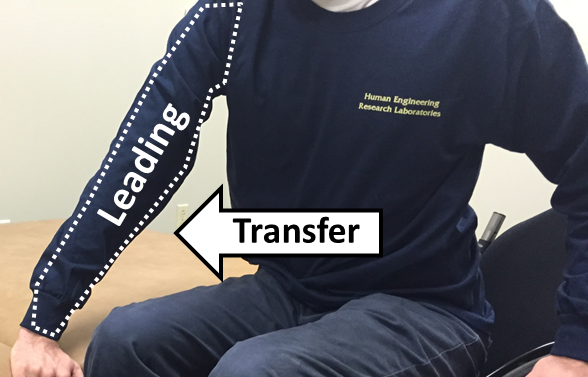 Human Engineering
Research Laboratories
Leading
Transfer